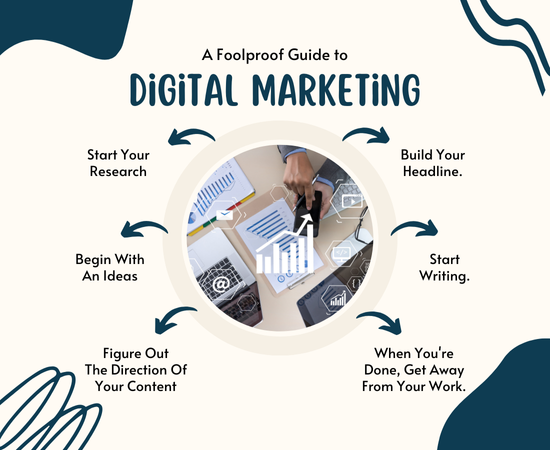 A Foolproof Guide to
DiGiTAL MARKETiNG
Start Your
Research
Begin With
An Ideas
Figure Out
The Direction Of
Your Content
Build Your
Headline.
Start
Writing.
When You're
Done, Get Away
From Your Work.
@